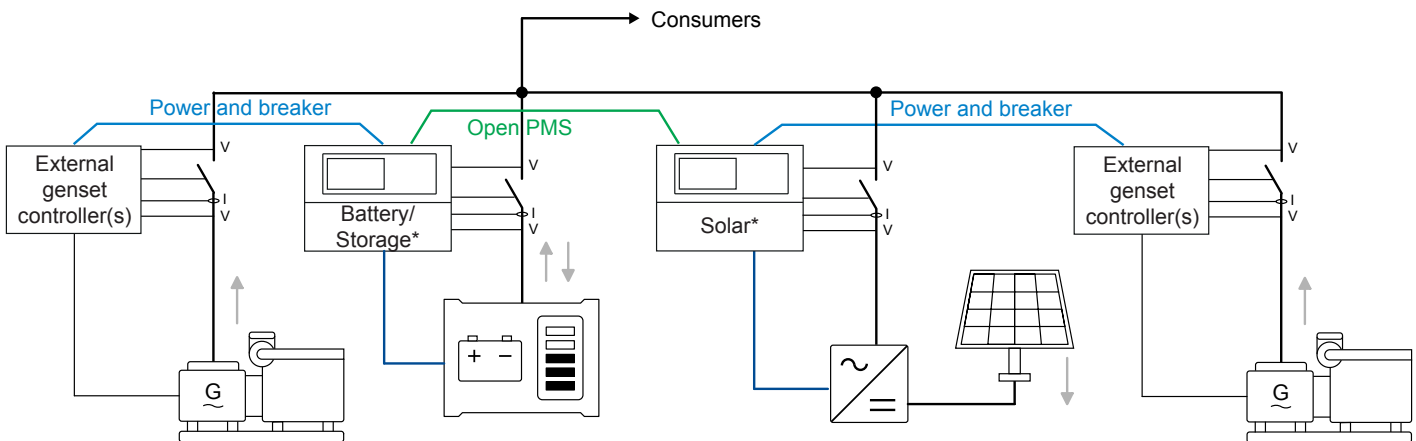 Consumers
Power and breaker
Open PMS
Power and breaker
External
genset
controller(s)
V
I
V
Battery/
Storage*
V
I
V
Solar*
V
I
V
External
genset
controller(s)
V
I
V
+ −
G
~
~
=
G
~